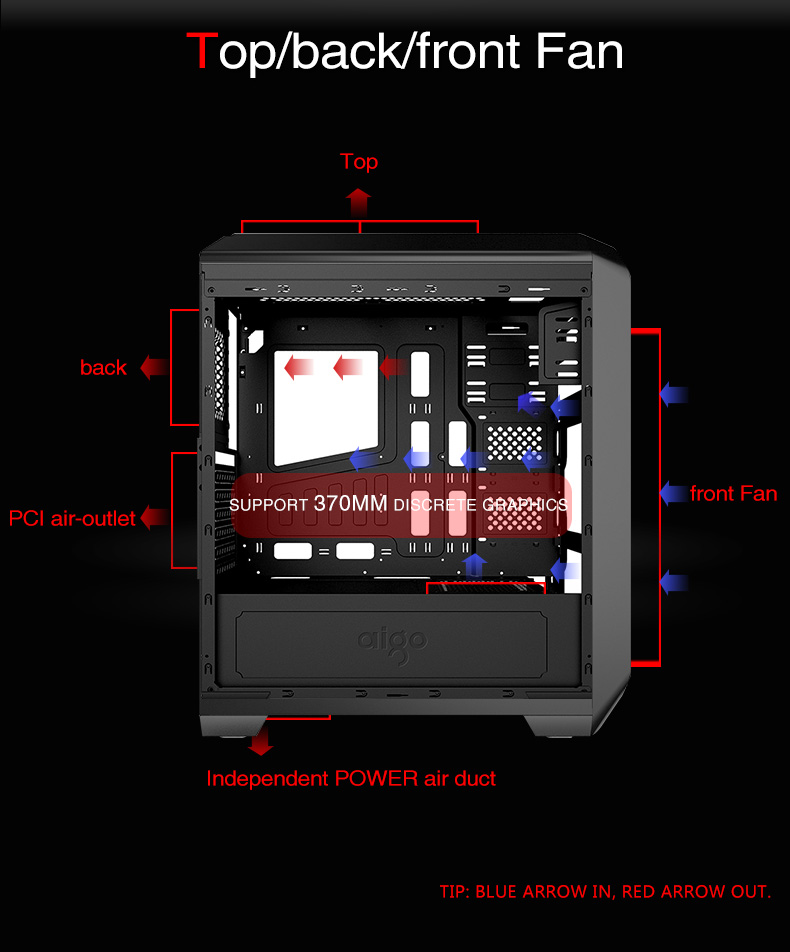 Top/back/front Fan
Top
back
front Fan
SUPPORT 370MM DISCRETE GRAPHICS
PCI air-outlet
aigo
Independent POWER air duct
TIP: BLUE ARROW IN, RED ARROW OUT.